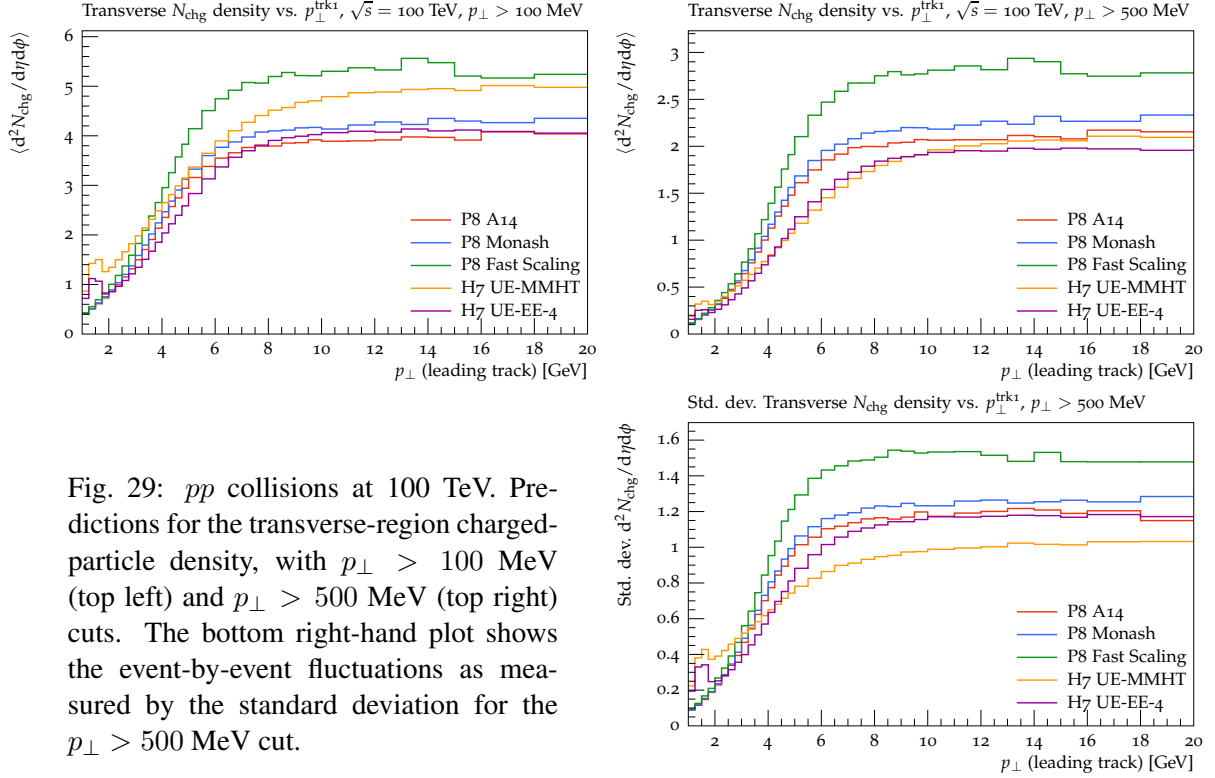 Transverse N_chg density vs. p_⊥^trk1, √s = 100 TeV, p_⊥ > 100 MeV
⟨d²N_chg/dηdϕ⟩
6
5
4
3
2
1
0
P8 A14
P8 Monash
P8 Fast Scaling
H7 UE-MMHT
H7 UE-EE-4
2 4 6 8 10 12 14 16 18 20
p_⊥ (leading track) [GeV]
Transverse N_chg density vs. p_⊥^trk1, √s = 100 TeV, p_⊥ > 500 MeV
⟨d²N_chg/dηdϕ⟩
3
2.5
2
1.5
1
0.5
0
P8 A14
P8 Monash
P8 Fast Scaling
H7 UE-MMHT
H7 UE-EE-4
2 4 6 8 10 12 14 16 18 20
p_⊥ (leading track) [GeV]
Fig. 29: pp collisions at 100 TeV. Pre-
dictions for the transverse-region charged-
particle density, with p_⊥ > 100 MeV
(top left) and p_⊥ > 500 MeV (top right)
cuts. The bottom right-hand plot shows
the event-by-event fluctuations as mea-
sured by the standard deviation for the
p_⊥ > 500 MeV cut.
Std. dev. Transverse N_chg density vs. p_⊥^trk1, p_⊥ > 500 MeV
Std. dev. d²N_chg/dηdϕ
1.6
1.4
1.2
1
0.8
0.6
0.4
0.2
0
P8 A14
P8 Monash
P8 Fast Scaling
H7 UE-MMHT
H7 UE-EE-4
2 4 6 8 10 12 14 16 18 20
p_⊥ (leading track) [GeV]